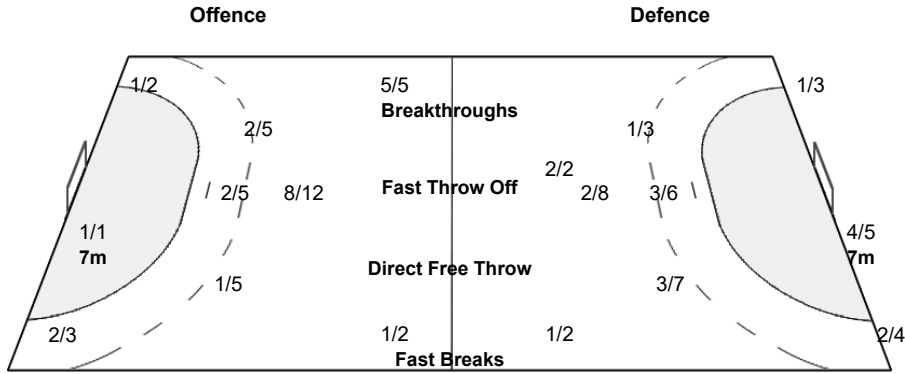 Offence Defence
1/2 5/5 1/3
Breakthroughs
2/5 1/3
2/2
2/5 8/12 Fast Throw Off 2/8 3/6
1/1 4/5
7m 7m
Direct Free Throw
1/5 3/7
2/3 1/2 1/2 2/4
Fast Breaks